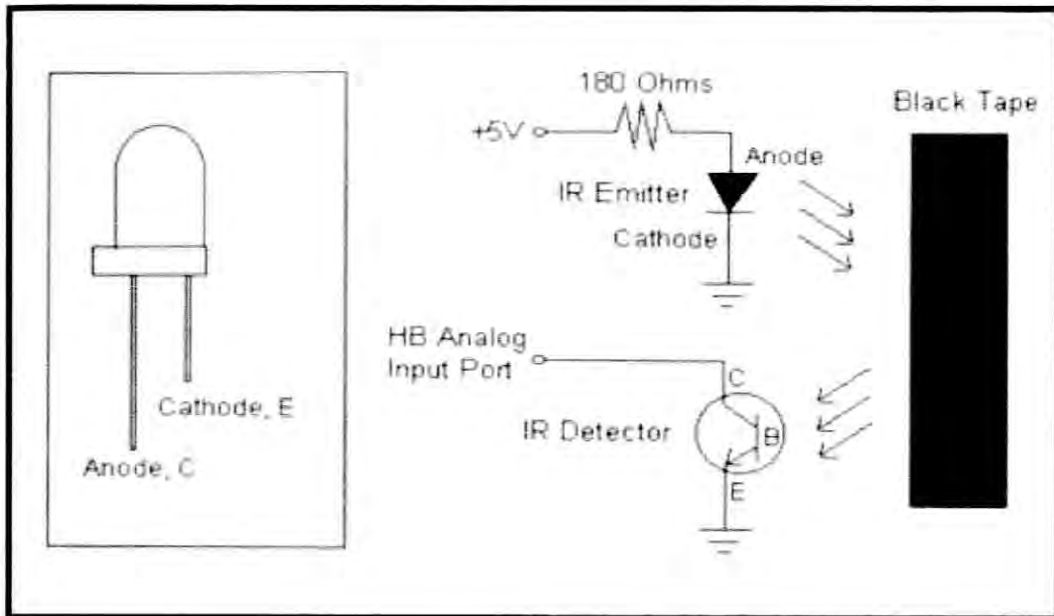 180 Ohms
Black Tape
+5V
Anode
IR Emitter
Cathode
HB Analog
Input Port
C
Cathode, E
IR Detector
B
Anode, C
E